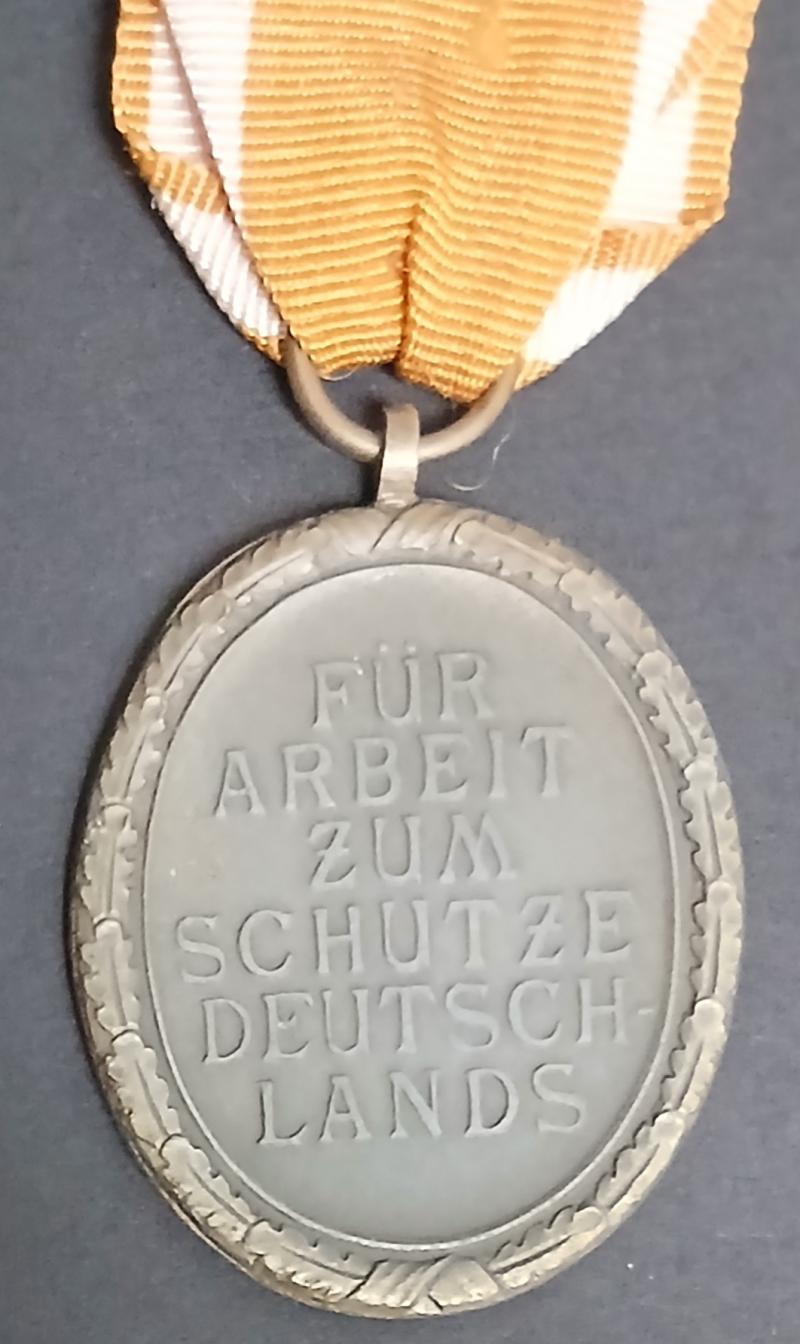 FÜR
ARBEIT
ZUM
SCHUTZE
DEUTSCH-
LANDS